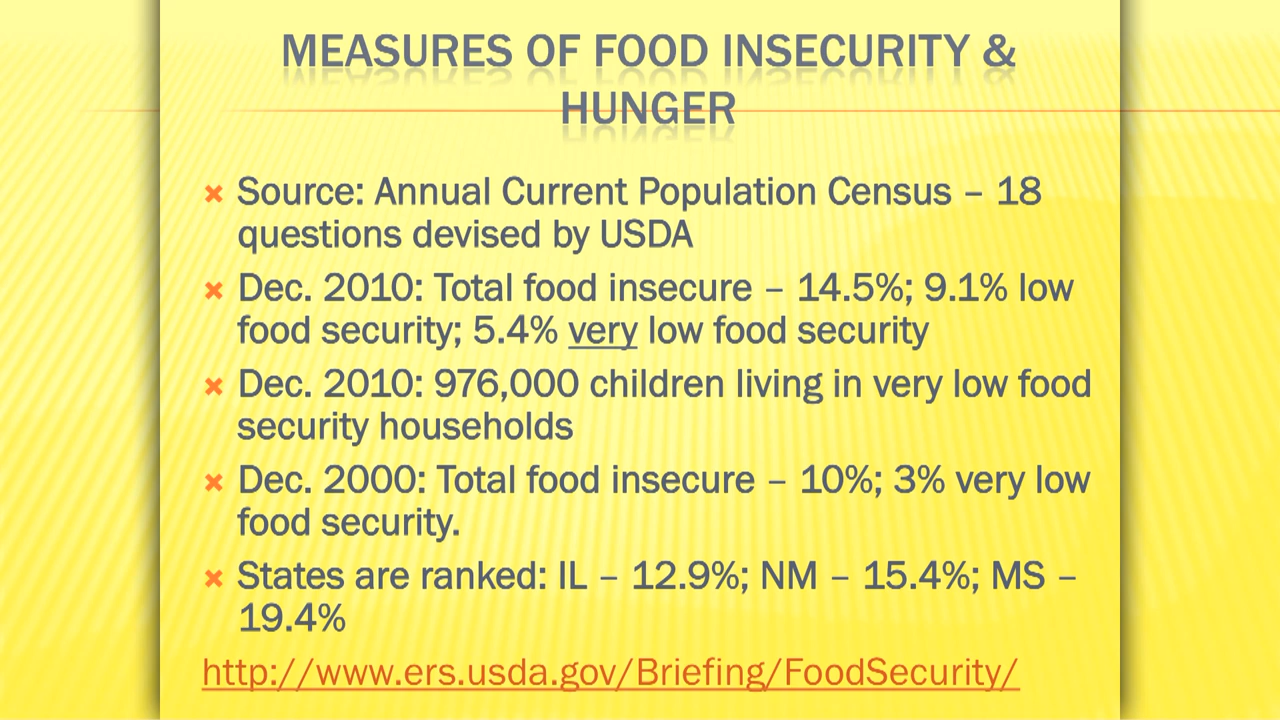 MEASURES OF FOOD INSECURITY &
HUNGER
Source: Annual Current Population Census – 18
questions devised by USDA
Dec. 2010: Total food insecure – 14.5%; 9.1% low
food security; 5.4% very low food security
Dec. 2010: 976,000 children living in very low food
security households
Dec. 2000: Total food insecure – 10%; 3% very low
food security.
States are ranked: IL – 12.9%; NM – 15.4%; MS –
19.4%
http://www.ers.usda.gov/Briefing/FoodSecurity/